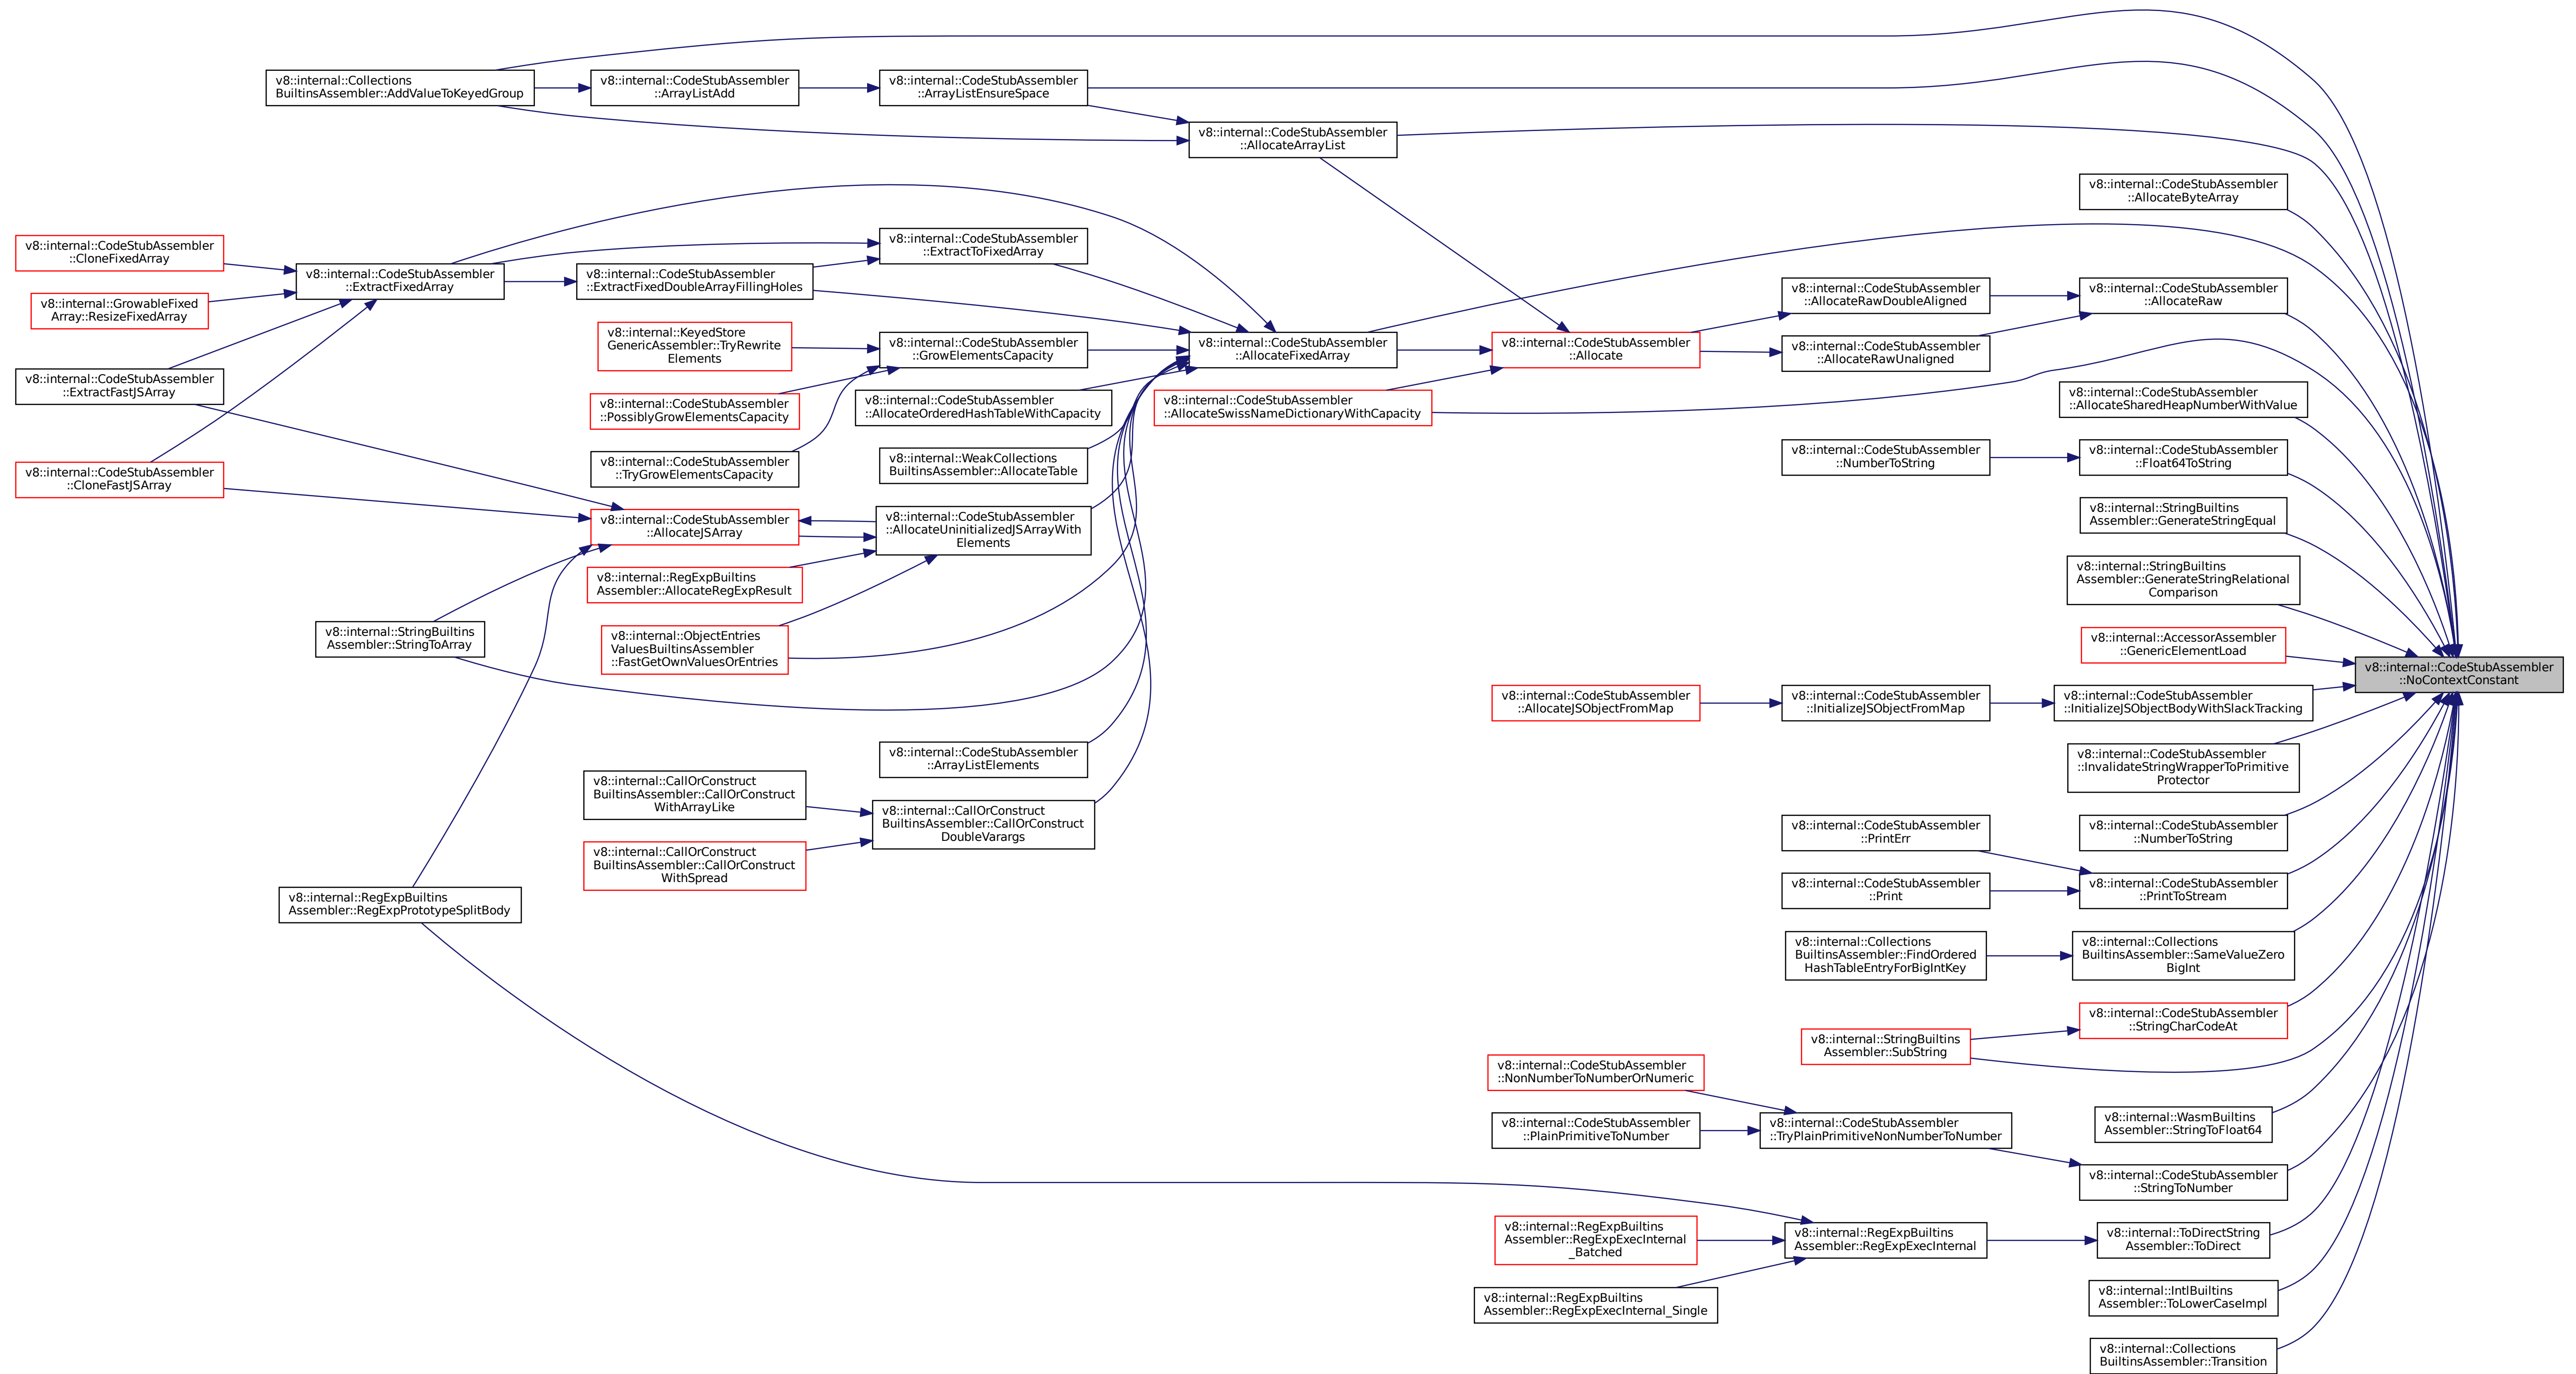 v8::internal::Collections
BuiltinsAssembler::AddValueToKeyedGroup
v8::internal::CodeStubAssembler
::ArrayListAdd
v8::internal::CodeStubAssembler
::ArrayListEnsureSpace
v8::internal::CodeStubAssembler
::AllocateArrayList
v8::internal::CodeStubAssembler
::AllocateByteArray
v8::internal::CodeStubAssembler
::CloneFixedArray
v8::internal::GrowableFixed
Array::ResizeFixedArray
v8::internal::CodeStubAssembler
::ExtractFixedArray
v8::internal::CodeStubAssembler
::ExtractFixedDoubleArrayFillingHoles
v8::internal::CodeStubAssembler
::ExtractToFixedArray
v8::internal::CodeStubAssembler
::AllocateRawDoubleAligned
v8::internal::CodeStubAssembler
::AllocateRaw
v8::internal::KeyedStore
GenericAssembler::TryRewrite
Elements
v8::internal::CodeStubAssembler
::GrowElementsCapacity
v8::internal::CodeStubAssembler
::AllocateFixedArray
v8::internal::CodeStubAssembler
::Allocate
v8::internal::CodeStubAssembler
::AllocateRawUnaligned
v8::internal::CodeStubAssembler
::ExtractFastJSArray
v8::internal::CodeStubAssembler
::PossiblyGrowElementsCapacity
v8::internal::CodeStubAssembler
::AllocateOrderedHashTableWithCapacity
v8::internal::CodeStubAssembler
::AllocateSwissNameDictionaryWithCapacity
v8::internal::CodeStubAssembler
::AllocateSharedHeapNumberWithValue
v8::internal::CodeStubAssembler
::CloneFastJSArray
v8::internal::CodeStubAssembler
::TryGrowElementsCapacity
v8::internal::WeakCollections
BuiltinsAssembler::AllocateTable
v8::internal::CodeStubAssembler
::NumberToString
v8::internal::CodeStubAssembler
::Float64ToString
v8::internal::CodeStubAssembler
::AllocateJSArray
v8::internal::CodeStubAssembler
::AllocateUninitializedJSArrayWith
Elements
v8::internal::StringBuiltins
Assembler::GenerateStringEqual
v8::internal::RegExpBuiltins
Assembler::AllocateRegExpResult
v8::internal::StringBuiltins
Assembler::GenerateStringRelational
Comparison
v8::internal::StringBuiltins
Assembler::StringToArray
v8::internal::ObjectEntries
ValuesBuiltinsAssembler
::FastGetOwnValuesOrEntries
v8::internal::AccessorAssembler
::GenericElementLoad
v8::internal::CodeStubAssembler
::NoContextConstant
v8::internal::CodeStubAssembler
::AllocateJSObjectFromMap
v8::internal::CodeStubAssembler
::InitializeJSObjectFromMap
v8::internal::CodeStubAssembler
::InitializeJSObjectBodyWithSlackTracking
v8::internal::CodeStubAssembler
::ArrayListElements
v8::internal::CodeStubAssembler
::InvalidateStringWrapperToPrimitive
Protector
v8::internal::CallOrConstruct
BuiltinsAssembler::CallOrConstruct
WithArrayLike
v8::internal::CallOrConstruct
BuiltinsAssembler::CallOrConstruct
DoubleVarargs
v8::internal::CodeStubAssembler
::PrintErr
v8::internal::CodeStubAssembler
::NumberToString
v8::internal::CallOrConstruct
BuiltinsAssembler::CallOrConstruct
WithSpread
v8::internal::CodeStubAssembler
::Print
v8::internal::CodeStubAssembler
::PrintToStream
v8::internal::RegExpBuiltins
Assembler::RegExpPrototypeSplitBody
v8::internal::Collections
BuiltinsAssembler::FindOrdered
HashTableEntryForBigIntKey
v8::internal::Collections
BuiltinsAssembler::SameValueZero
BigInt
v8::internal::StringBuiltins
Assembler::SubString
v8::internal::CodeStubAssembler
::StringCharCodeAt
v8::internal::CodeStubAssembler
::NonNumberToNumberOrNumeric
v8::internal::CodeStubAssembler
::PlainPrimitiveToNumber
v8::internal::CodeStubAssembler
::TryPlainPrimitiveNonNumberToNumber
v8::internal::WasmBuiltins
Assembler::StringToFloat64
v8::internal::CodeStubAssembler
::StringToNumber
v8::internal::RegExpBuiltins
Assembler::RegExpExecInternal
_Batched
v8::internal::RegExpBuiltins
Assembler::RegExpExecInternal
v8::internal::ToDirectString
Assembler::ToDirect
v8::internal::RegExpBuiltins
Assembler::RegExpExecInternal_Single
v8::internal::IntlBuiltins
Assembler::ToLowerCaseImpl
v8::internal::Collections
BuiltinsAssembler::Transition